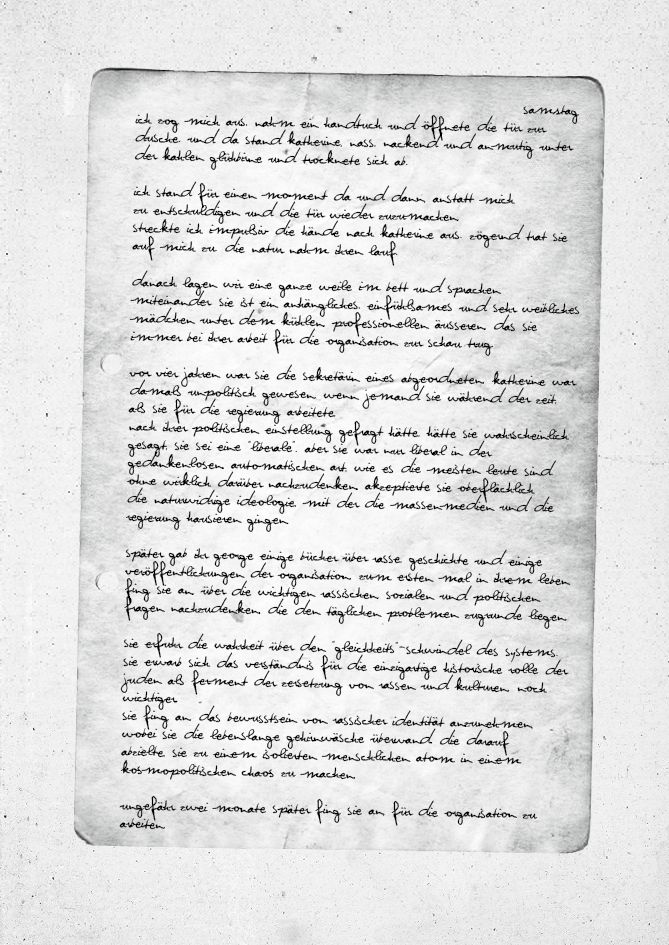 samstag
ich zog mich aus. nahm ein handtuch und öffnete die tür zur
dusche. und da stand katherine. nass. nackend und anmutig unter
der kahlen glühbirne und trocknete sich ab.
ich stand für einen moment da und dann anstatt mich
zu entschuldigen und die tür wieder zuzumachen
streckte ich impulsiv die hände nach katherine aus. zögernd trat sie
auf mich zu die natur nahm ihren lauf.
danach lagen wir eine ganze weile im bett und sprachen
miteinander sie ist ein anhängliches. einfühlsames und sehr weibliches
mädchen unter dem kühlen professionellen äusseren das sie
immer bei ihrer arbeit für die organisation zur schau trug.
vor vier jahren war sie die sekretärin eines abgeordneten. katherine war
damals unpolitisch gewesen. wenn jemand sie während der zeit.
als sie für die regierung arbeitete.
nach ihrer politischen einstellung gefragt hätte hätte sie wahrscheinlich
gesagt. sie sei eine "liberale". aber sie war nur liberal in der
gedankenlosen automatischen art. wie es die meisten leute sind
ohne wirklich darüber nachzudenken akzeptierte sie oberflächlich
die naturwidrige ideologie. mit der die massenmedien und die
regierung hausieren gingen.
später gab ihr george einige bücher über rasse geschichte und einige
veröffentlichungen der organisation zum ersten mal in ihrem leben
fing sie an über die wichtigen rassischen sozialen und politischen
fragen nachzudenken. die den täglichen problemen zugrunde liegen.
sie erfuhr die wahrheit über den "gleichheits"-schwindel des systems.
sie erwarb sich das verständnis für die einzigartige historische rolle der
juden als ferment der zersetzung von rassen und kulturen. noch
wichtiger
sie fing an. das bewusstsein von rassischer identität anzunehmen
wobei sie die lebenslange gehirnwäsche überwand die darauf
abzielte. sie zu einem isolierten menschlichen atom in einem
kosmopolitischen chaos zu machen.
ungefähr zwei monate später fing sie an für die organisation zu
arbeiten.